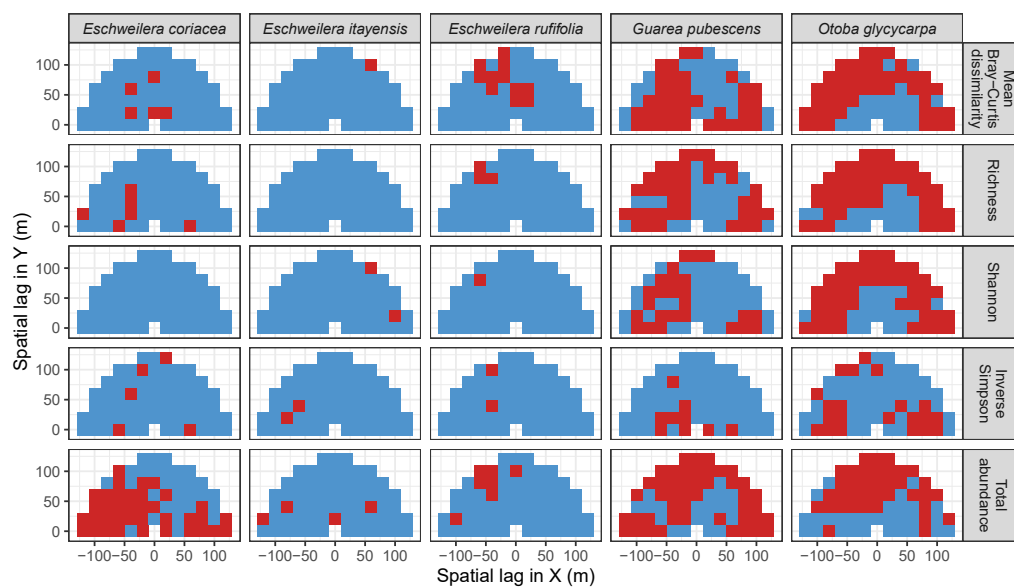 Eschweilera coriacea Eschweilera itayensis Eschweilera rufifolia Guarea pubescens Otoba glycycarpa
Mean
Bray−Curtis
dissimilarity
100
50
0
Richness
100
50
0
Shannon
100
50
0
Inverse
Simpson
100
50
0
Total
abundance
100
50
0
Spatial lag in Y (m)
−100 −50 0 50 100 −100 −50 0 50 100 −100 −50 0 50 100 −100 −50 0 50 100 −100 −50 0 50 100
Spatial lag in X (m)